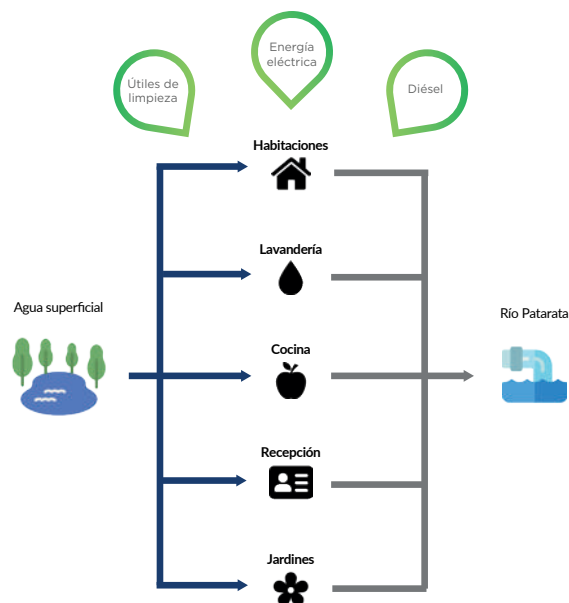 Útiles de
limpieza
Energía
eléctrica
Diésel
Habitaciones
Lavandería
Agua superficial
Río Patarata
Cocina
Recepción
Jardines